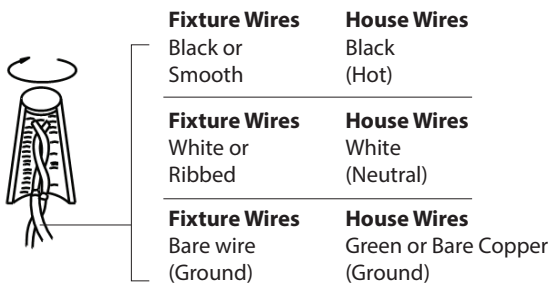 Fixture Wires House Wires
Black or Black
Smooth (Hot)
Fixture Wires House Wires
White or White
Ribbed (Neutral)
Fixture Wires House Wires
Bare wire Green or Bare Copper
(Ground) (Ground)